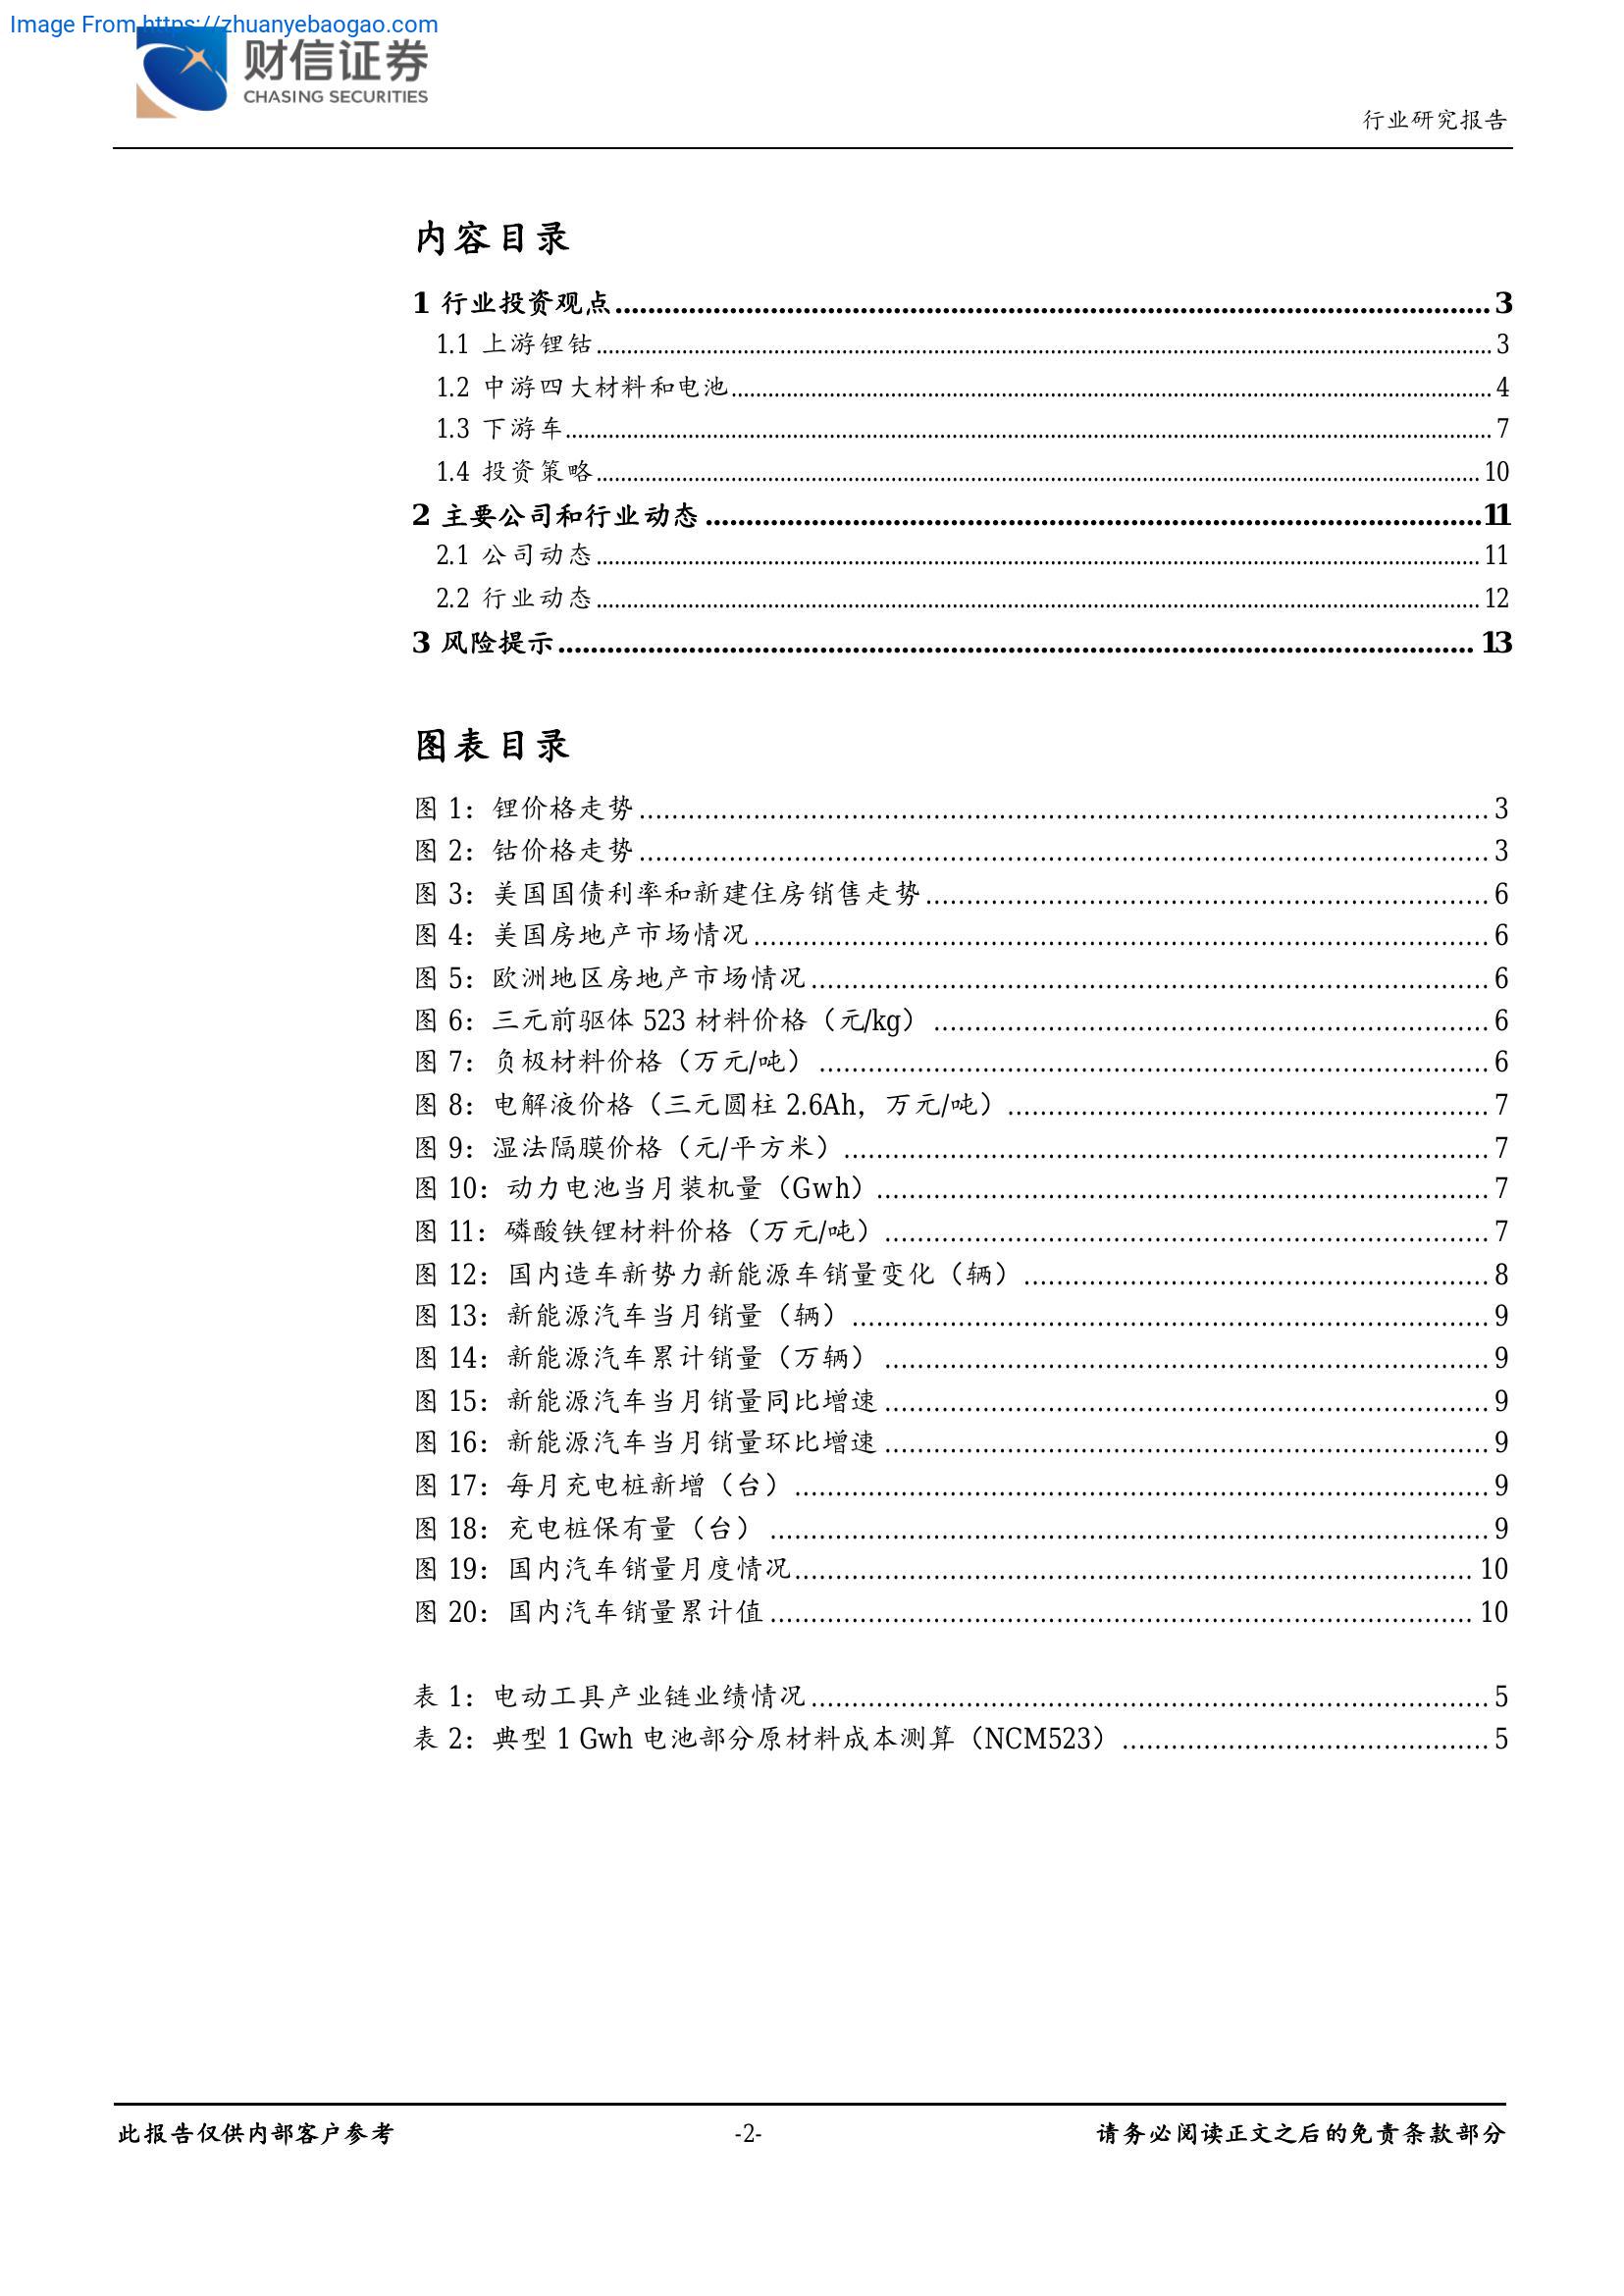 Image From https://zhuanyebaogao.com
财信证券
CHASING SECURITIES
行业研究报告
内容目录
1 行业投资观点........................................3
1.1 上游锂钴........................................3
1.2 中游四大材料和电池........................................4
1.3 下游车........................................7
1.4 投资策略........................................10
2 主要公司和行业动态........................................11
2.1 公司动态........................................11
2.2 行业动态........................................12
3 风险提示........................................13
图表目录
图 1：锂价格走势........................................3
图 2：钴价格走势........................................3
图 3：美国国债利率和新建住房销售走势........................................6
图 4：美国房地产市场情况........................................6
图 5：欧洲地区房地产市场情况........................................6
图 6：三元前驱体 523 材料价格（元/kg）........................................6
图 7：负极材料价格（万元/吨）........................................6
图 8：电解液价格（三元圆柱 2.6Ah，万元/吨）........................................7
图 9：湿法隔膜价格（元/平方米）........................................7
图 10：动力电池当月装机量（Gwh）........................................7
图 11：磷酸铁锂材料价格（万元/吨）........................................7
图 12：国内造车新势力新能源车销量变化（辆）........................................8
图 13：新能源汽车当月销量（辆）........................................9
图 14：新能源汽车累计销量（万辆）........................................9
图 15：新能源汽车当月销量同比增速........................................9
图 16：新能源汽车当月销量环比增速........................................9
图 17：每月充电桩新增（台）........................................9
图 18：充电桩保有量（台）........................................9
图 19：国内汽车销量月度情况........................................10
图 20：国内汽车销量累计值........................................10
表 1：电动工具产业链业绩情况........................................5
表 2：典型 1 Gwh 电池部分原材料成本测算（NCM523）........................................5
此报告仅供内部客户参考
-2-
请务必阅读正文之后的免责条款部分